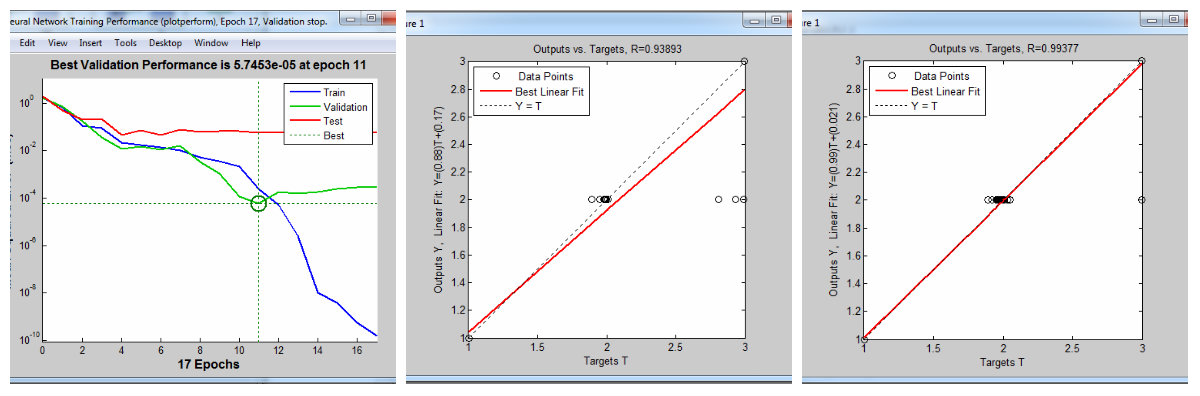 eural Network Training Performance (plotperform), Epoch 17, Validation stop.
Edit View Insert Tools Desktop Window Help
Best Validation Performance is 5.7453e-05 at epoch 11
Train
Validation
Test
Best
10^0
10^-2
10^-4
10^-6
10^-8
10^-10
0 2 4 6 8 10 12 14 16
17 Epochs
ure 1
Outputs vs. Targets, R=0.93893
Data Points
Best Linear Fit
Y = T
Outputs Y, Linear Fit: Y=(0.88)T+(0.17)
3
2.8
2.6
2.4
2.2
2
1.8
1.6
1.4
1.2
1
1 1.5 2 2.5 3
Targets T
ure 1
Outputs vs. Targets, R=0.99377
Data Points
Best Linear Fit
Y = T
Outputs Y, Linear Fit: Y=(0.99)T+(0.021)
3
2.8
2.6
2.4
2.2
2
1.8
1.6
1.4
1.2
1
1 1.5 2 2.5 3
Targets T